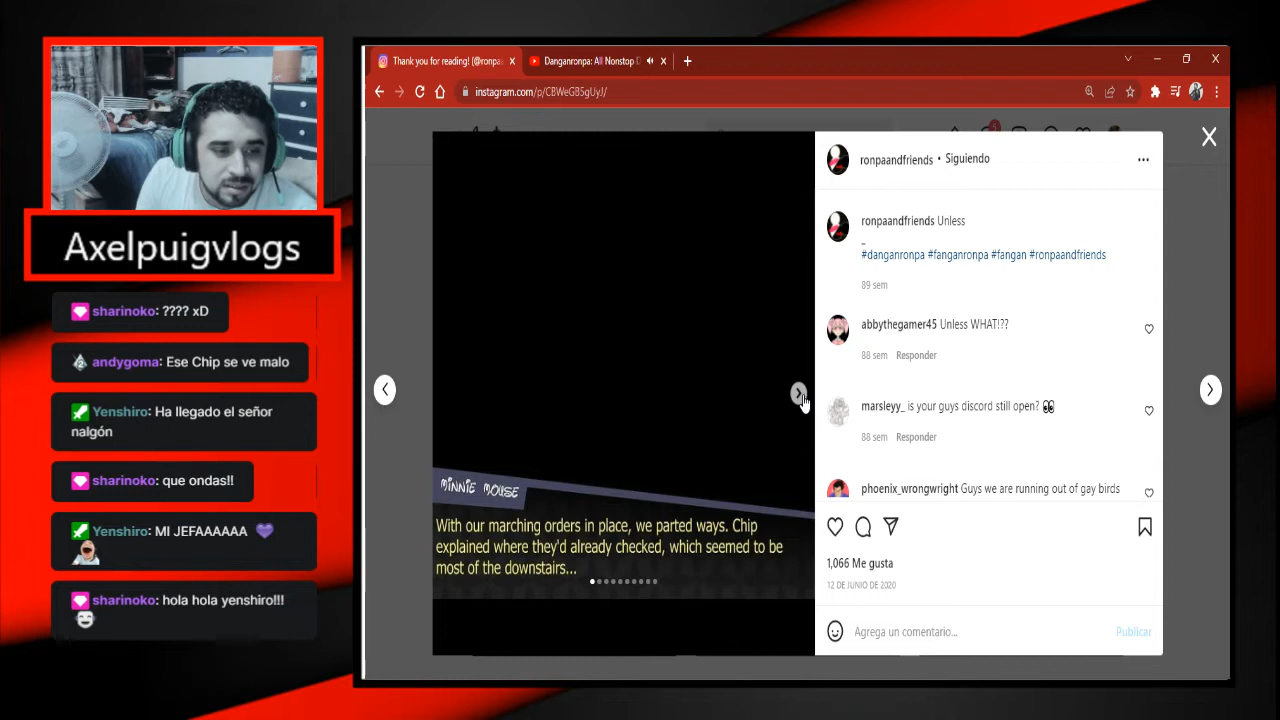 Axelpuigvlogs
sharinoko: ???? xD
andygoma: Ese Chip se ve malo
Yenshiro: Ha llegado el señor
nalgón
sharinoko: que ondas!!
Yenshiro: MI JEFAAAAAA 💜
sharinoko: hola hola yenshiro!!!
Thank you for reading! (@ronpa
Danganronpa: All Nonstop D
instagram.com/p/CBWeGB5gUyJ/
MINNIE MOUSE
With our marching orders in place, we parted ways. Chip
explained where they'd already checked, which seemed to be
most of the downstairs...
ronpaandfriends • Siguiendo
ronpaandfriends Unless
_
#danganronpa #fanganronpa #fangan #ronpaandfriends
89 sem
abbythegamer45 Unless WHAT!??
88 sem Responder
marsleyy_ is your guys discord still open? 👀
88 sem Responder
phoenix_wrongwright Guys we are running out of gay birds
1,066 Me gusta
12 DE JUNIO DE 2020
Agrega un comentario...
Publicar